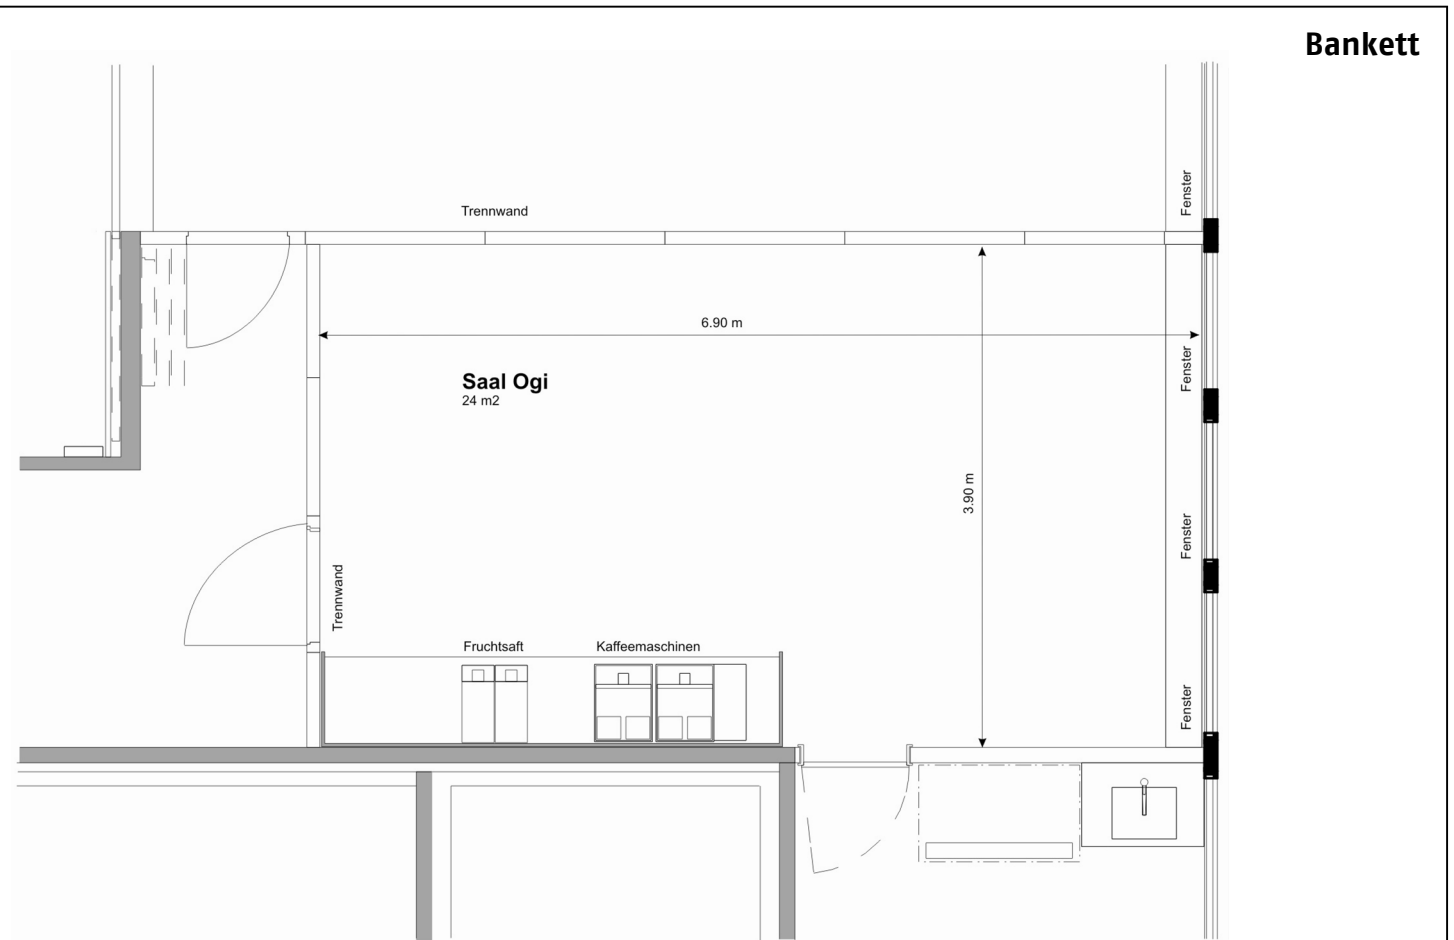 Bankett
Fenster
Trennwand
6.90 m
Fenster
Saal Ogi
24 m2
3.90 m
Fenster
Trennwand
Fruchtsaft
Kaffeemaschinen
Fenster